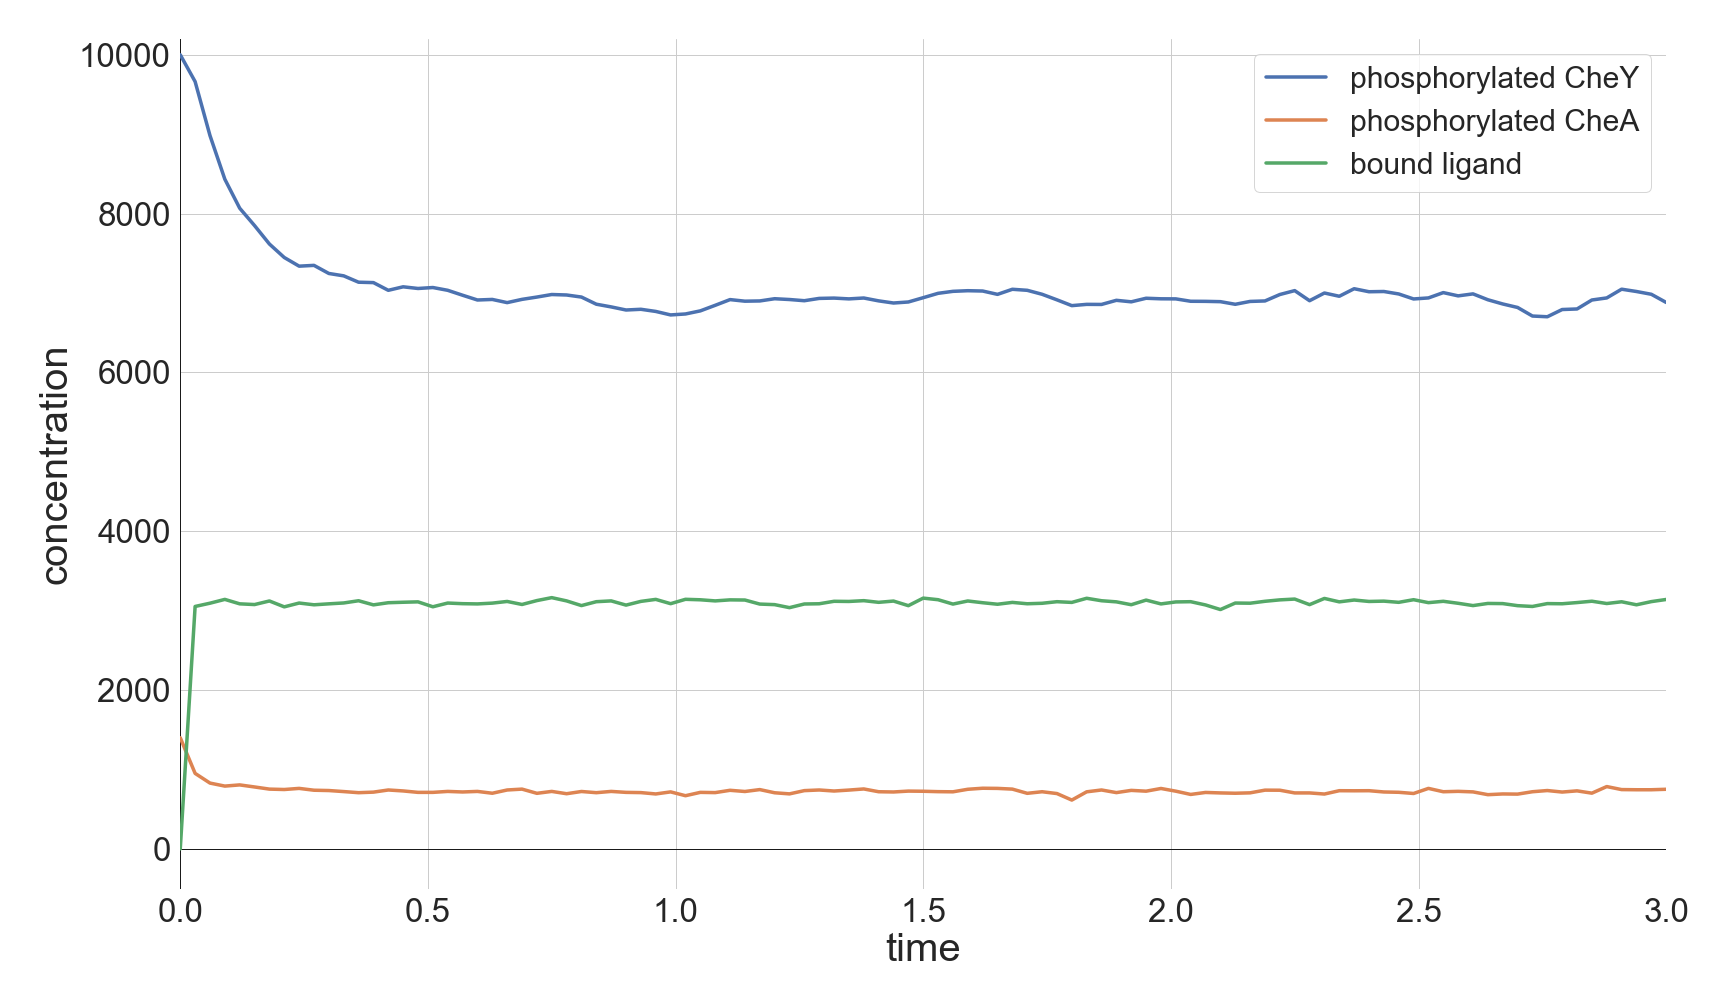 phosphorylated CheY
phosphorylated CheA
bound ligand
10000
8000
6000
4000
2000
0
concentration
0.0 0.5 1.0 1.5 2.0 2.5 3.0
time